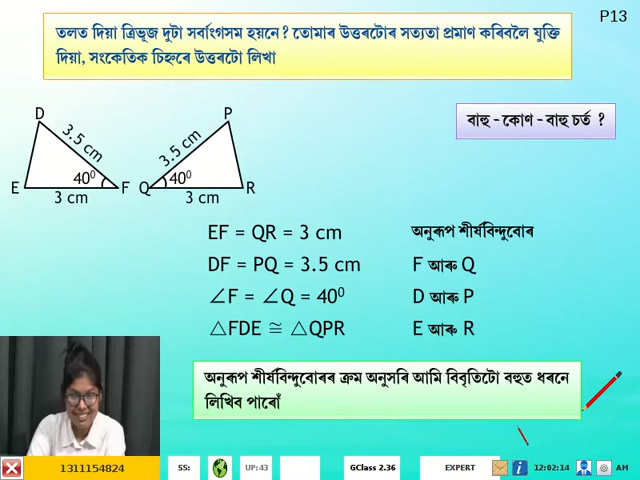 P13
তলত দিয়া ত্ৰিভূজ দুটা সৰ্বাংগসম হয়নে ? তোমাৰ উত্তৰটোৰ সত্যতা প্ৰমাণ কৰিবলৈ যুক্তি
দিয়া, সংকেতিক চিহ্নৰে উত্তৰটো লিখা
বাহু - কোণ - বাহু চৰ্ত ?
D
P
3.5 cm
3.5 cm
40⁰
40⁰
E
F
Q
R
3 cm
3 cm
EF = QR = 3 cm
অনুৰূপ শীৰ্ষবিন্দুবোৰ
DF = PQ = 3.5 cm
F আৰু Q
∠F = ∠Q = 40⁰
D আৰু P
△FDE ≅ △QPR
E আৰু R
অনুৰূপ শীৰ্ষবিন্দুবোৰৰ ক্ৰম অনুসৰি আমি বিবৃতিটো বহুত ধৰনে
লিখিব পাৰোঁ
1311154824
SS:
UP:43
GClass 2.36
EXPERT
12:02:14
AM